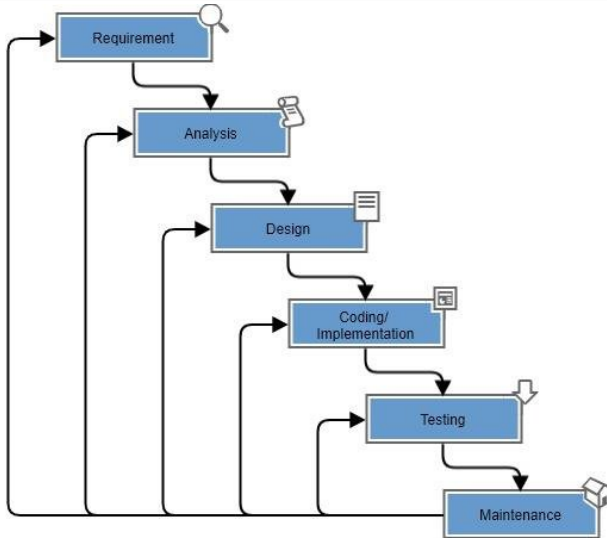 Requirement
Analysis
Design
Coding/
Implementation
Testing
Maintenance